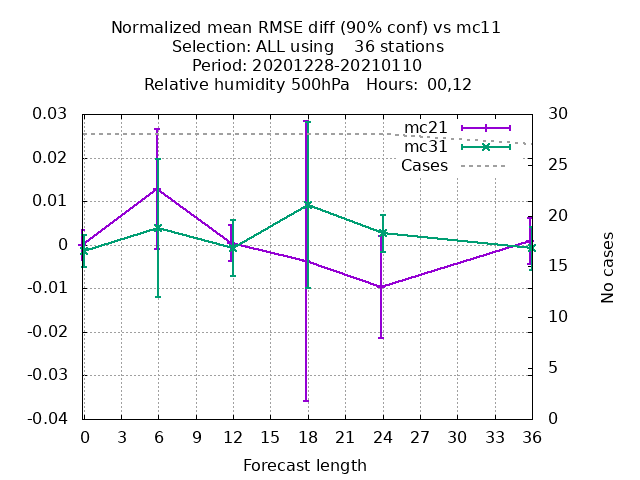 Normalized mean RMSE diff (90% conf) vs mc11
Selection: ALL using    36 stations
Period: 20201228-20210110
Relative humidity 500hPa   Hours: 00,12
mc21
mc31
Cases
0.03
0.02
0.01
0
-0.01
-0.02
-0.03
-0.04
30
25
20
15
10
5
0
No cases
0 3 6 9 12 15 18 21 24 27 30 33 36
Forecast length